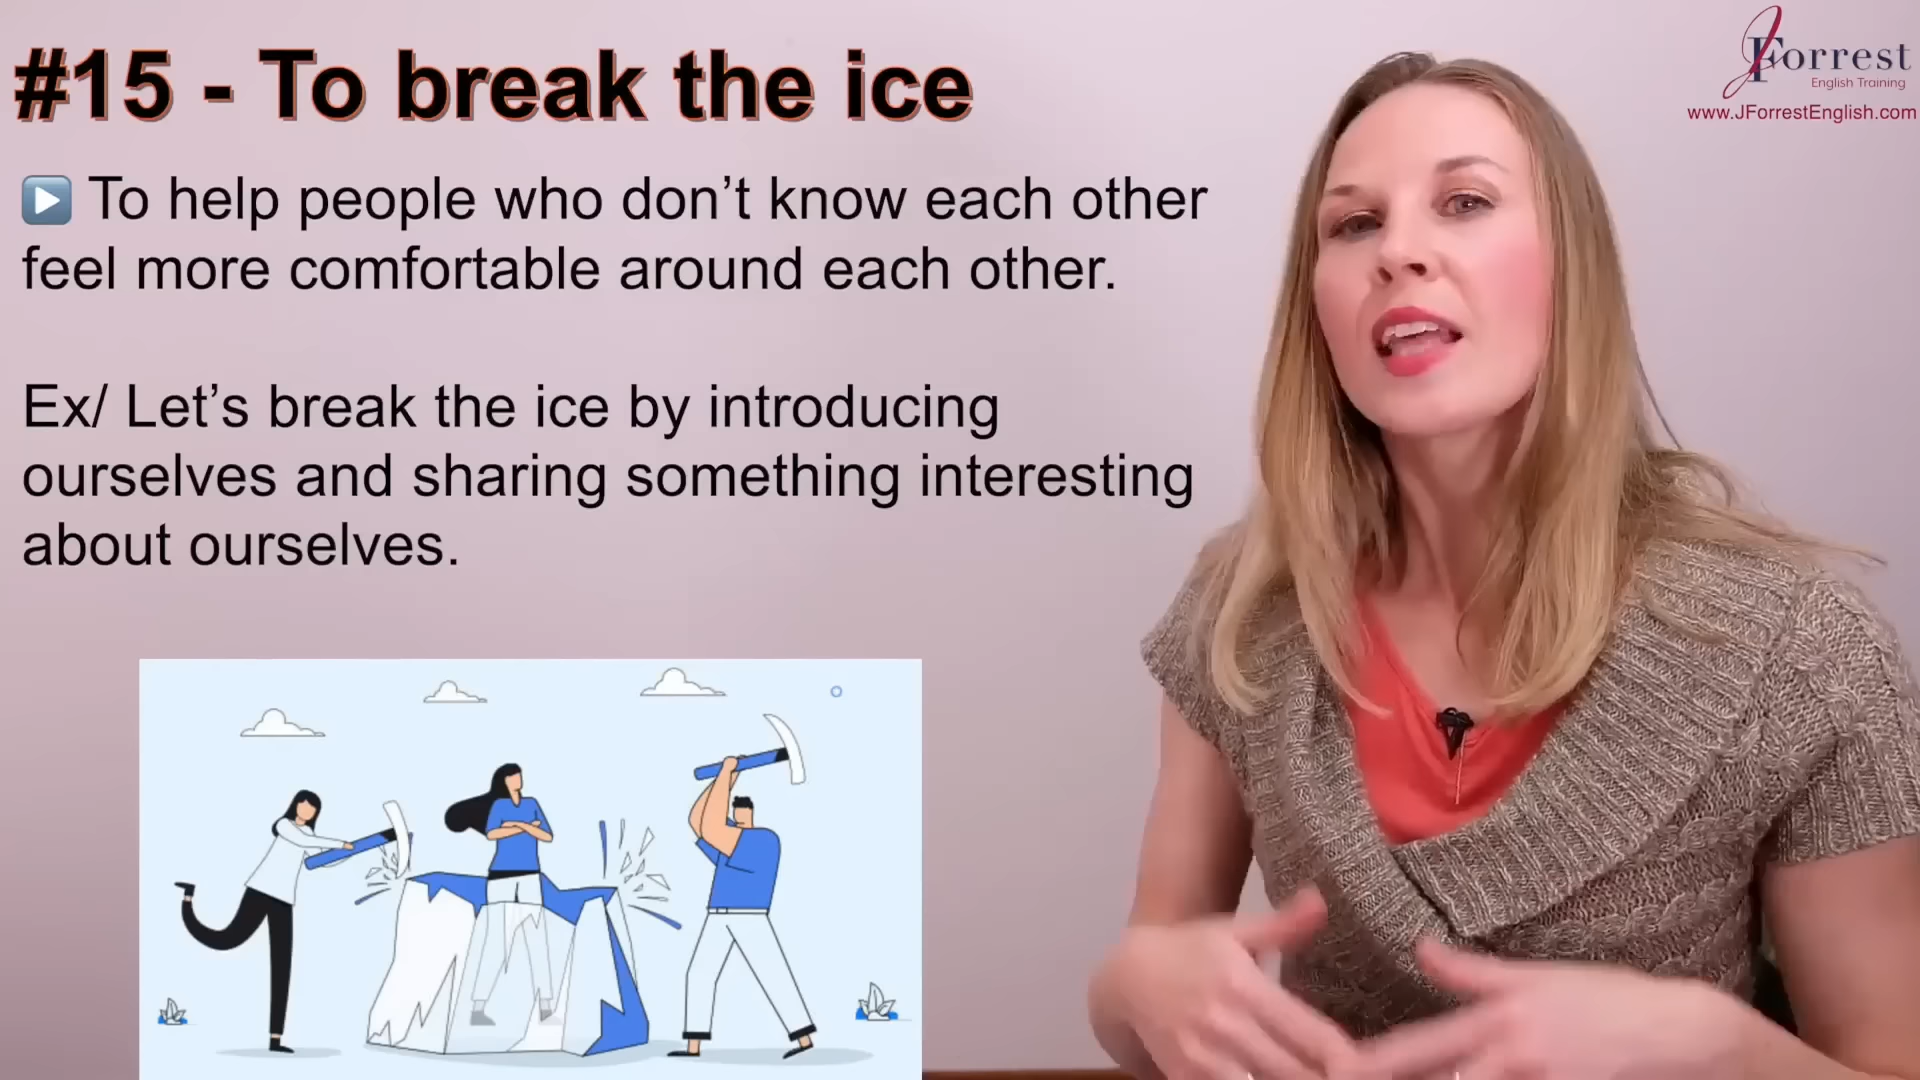 #15 - To break the ice
JForrest
English Training
www.JForrestEnglish.com
▶ To help people who don’t know each other
feel more comfortable around each other.
Ex/ Let’s break the ice by introducing
ourselves and sharing something interesting
about ourselves.